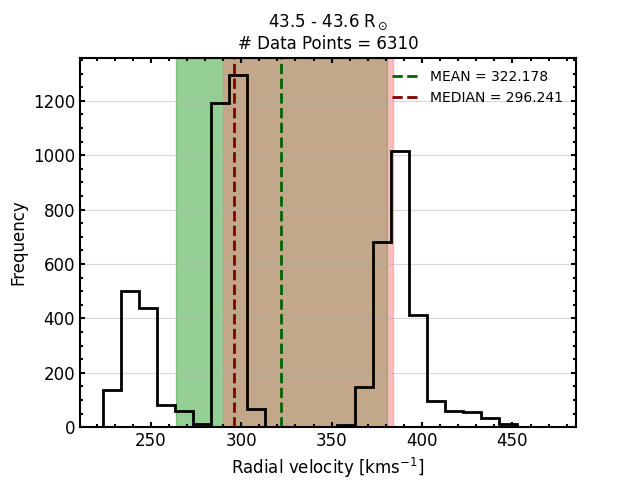 43.5 - 43.6 R⊙
# Data Points = 6310
MEAN = 322.178
MEDIAN = 296.241
Frequency
1200
1000
800
600
400
200
0
250 300 350 400 450
Radial velocity [kms⁻¹]